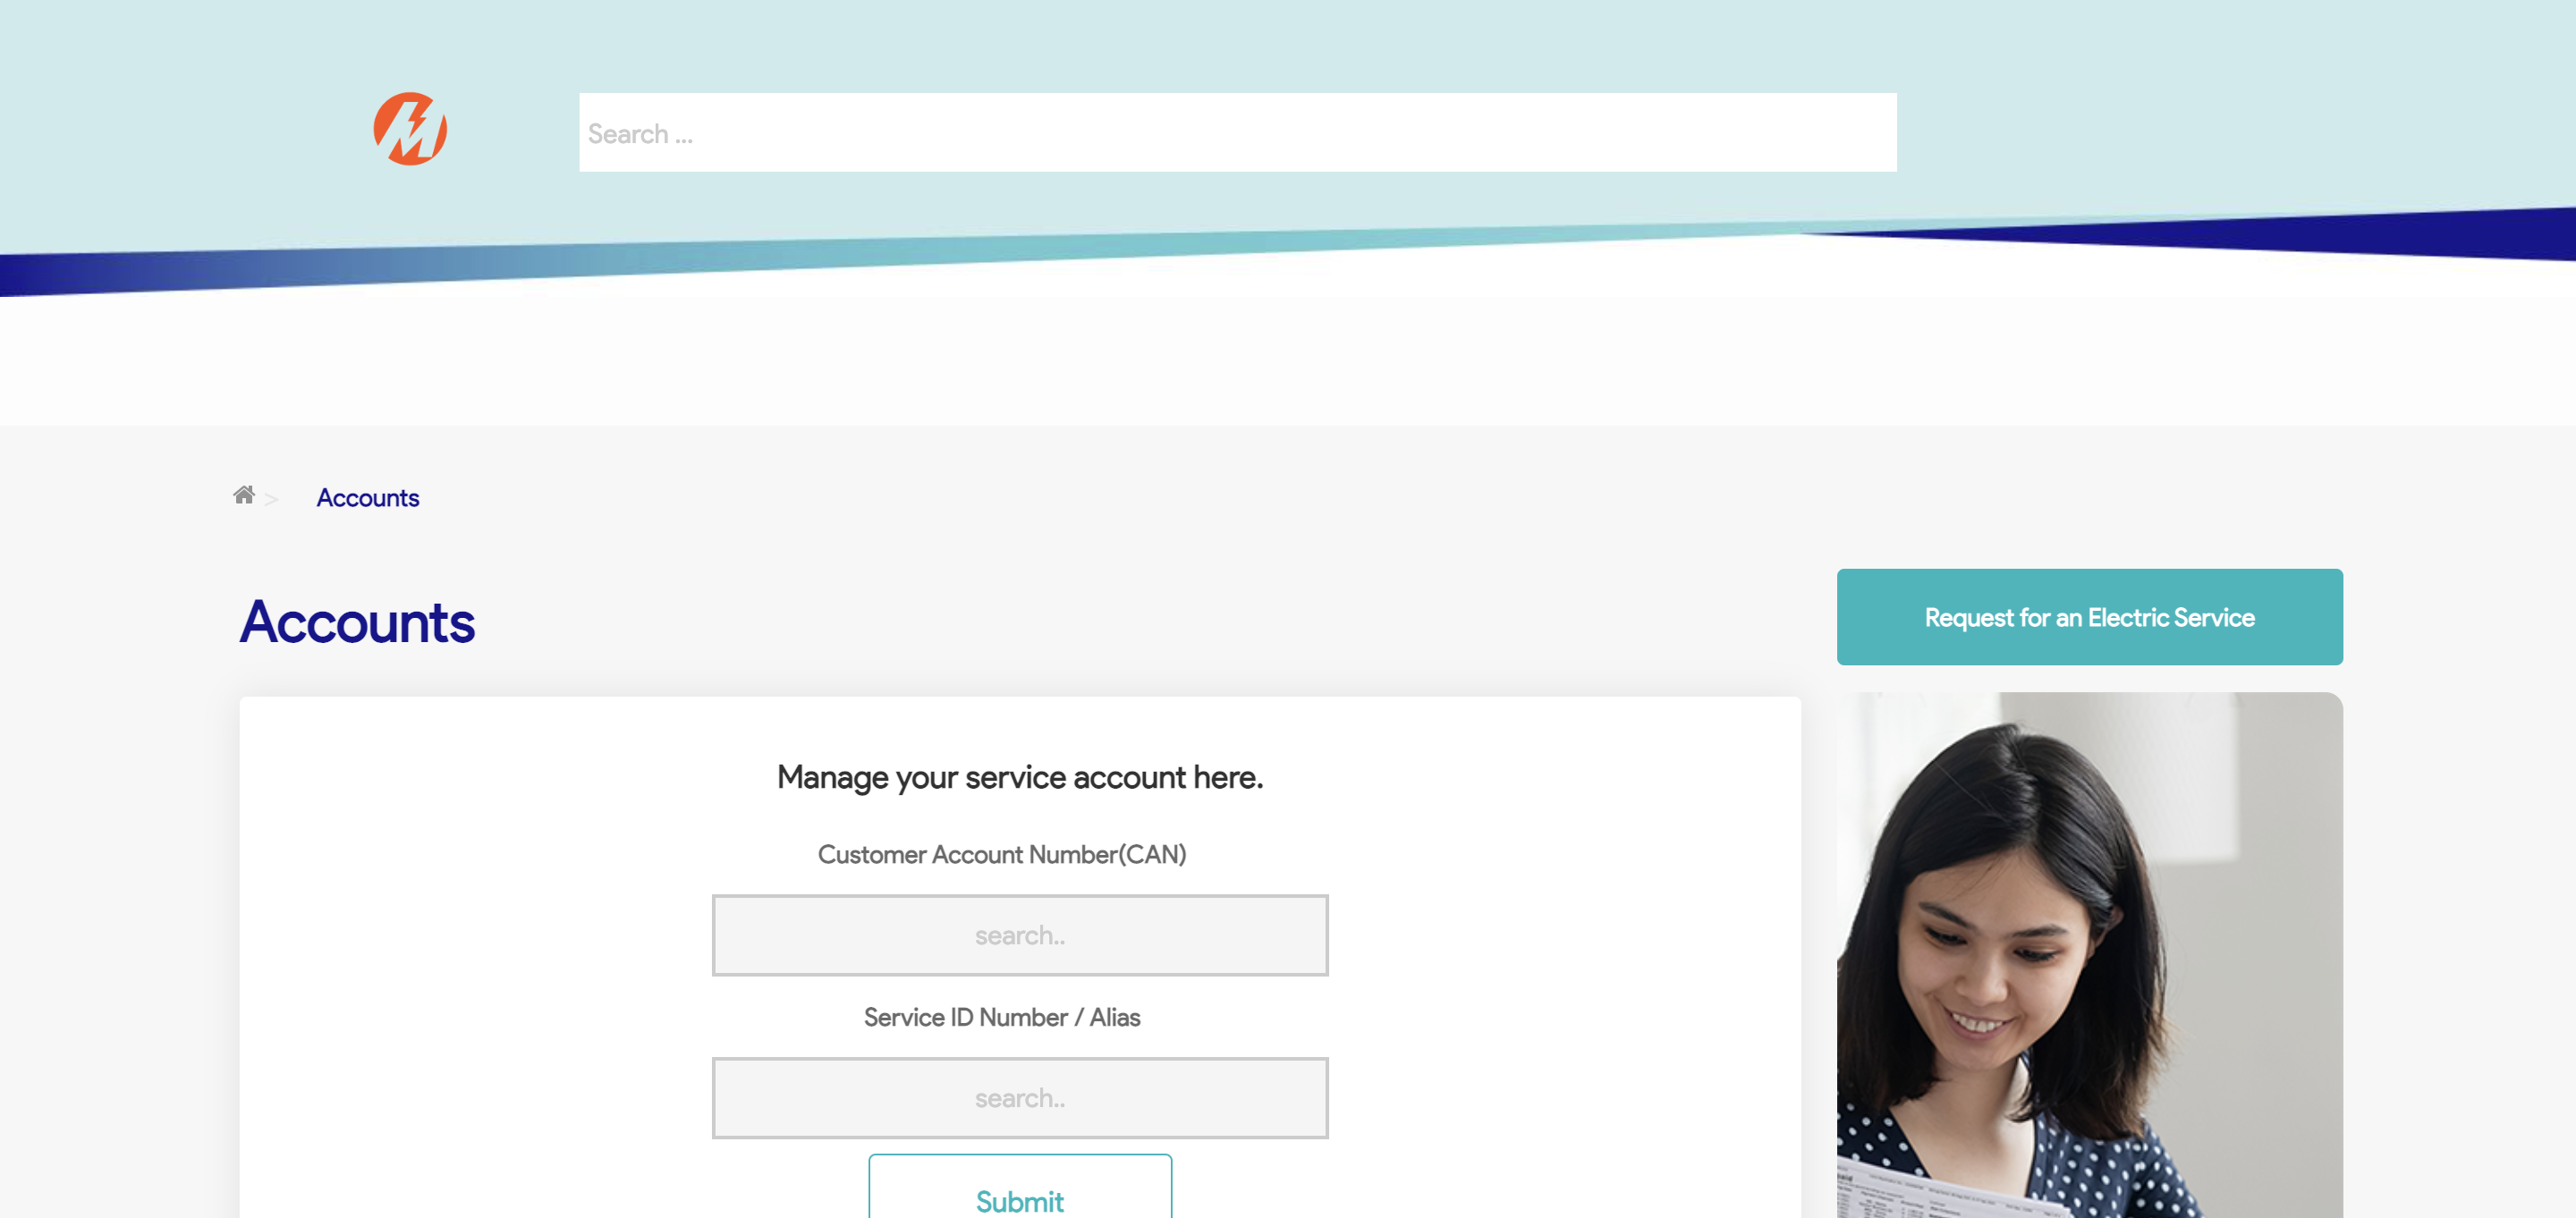 Search ...
> Accounts
Accounts
Request for an Electric Service
Manage your service account here.
Customer Account Number(CAN)
search..
Service ID Number / Alias
search..
Submit